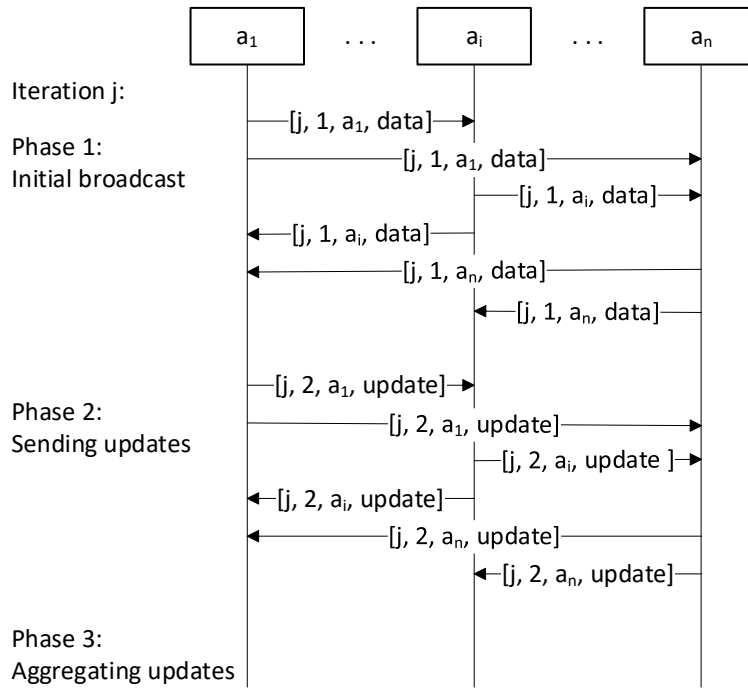 a₁ . . . aᵢ . . . aₙ
Iteration j:
[j, 1, a₁, data]
Phase 1:
[j, 1, a₁, data]
Initial broadcast
[j, 1, aᵢ, data]
[j, 1, aᵢ, data]
[j, 1, aₙ, data]
[j, 1, aₙ, data]
[j, 2, a₁, update]
Phase 2:
[j, 2, a₁, update]
Sending updates
[j, 2, aᵢ, update ]
[j, 2, aᵢ, update]
[j, 2, aₙ, update]
[j, 2, aₙ, update]
Phase 3:
Aggregating updates